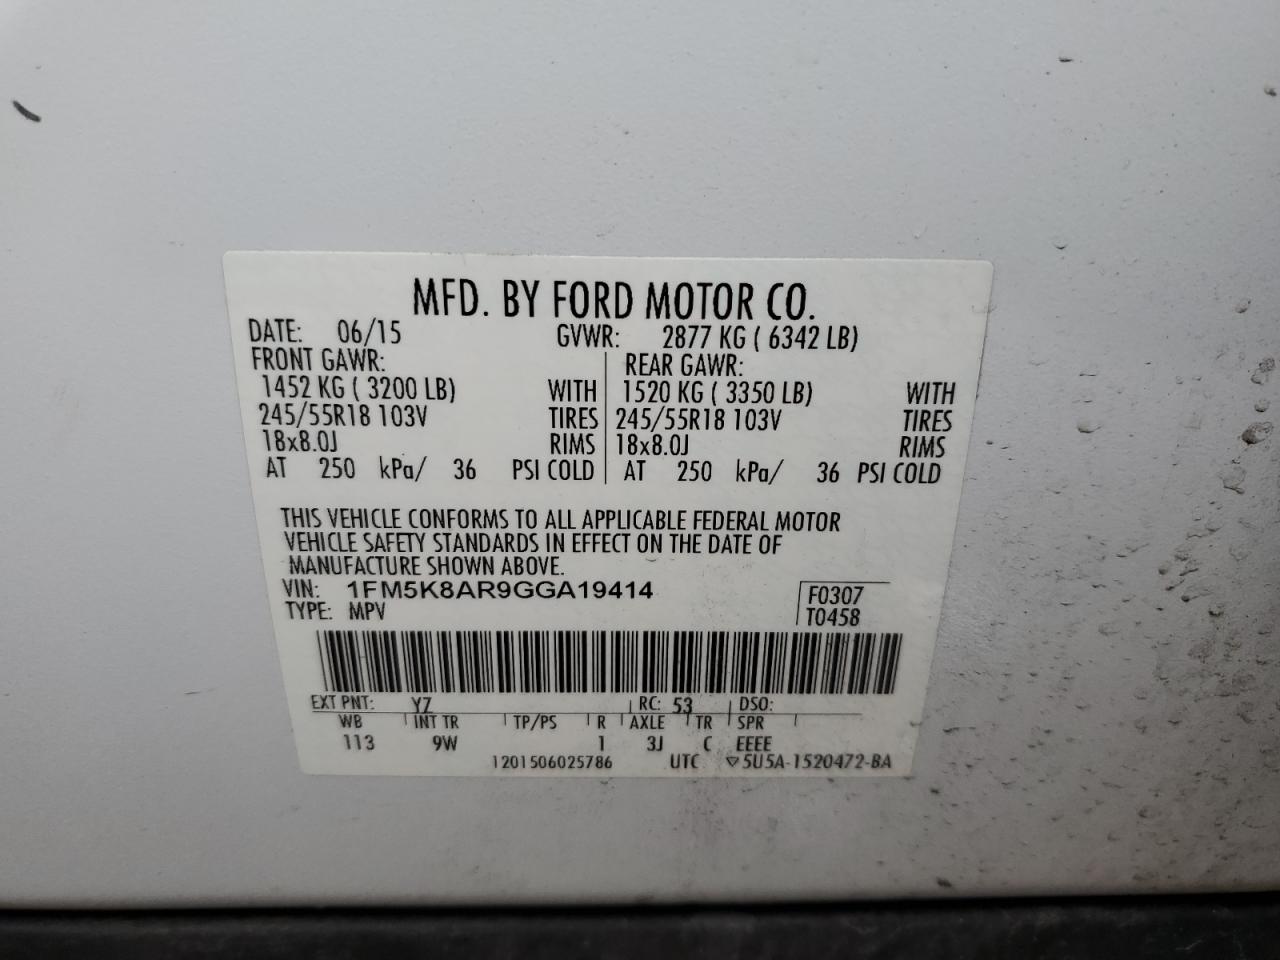 MFD. BY FORD MOTOR CO.
DATE: 06/15 GVWR: 2877 KG ( 6342 LB)
FRONT GAWR: REAR GAWR:
1452 KG ( 3200 LB) WITH 1520 KG ( 3350 LB) WITH
245/55R18 103V TIRES 245/55R18 103V TIRES
18x8.0J RIMS 18x8.0J RIMS
AT 250 kPa/ 36 PSI COLD AT 250 kPa/ 36 PSI COLD
THIS VEHICLE CONFORMS TO ALL APPLICABLE FEDERAL MOTOR
VEHICLE SAFETY STANDARDS IN EFFECT ON THE DATE OF
MANUFACTURE SHOWN ABOVE.
VIN: 1FM5K8AR9GGA19414 F0307
TYPE: MPV T0458
EXT PNT: YZ RC: 53 DSO:
WB INT TR TP/PS R AXLE TR SPR
113 9W 1 3J C EEEE
1201506025786 UTC ▽5U5A-1520472-BA